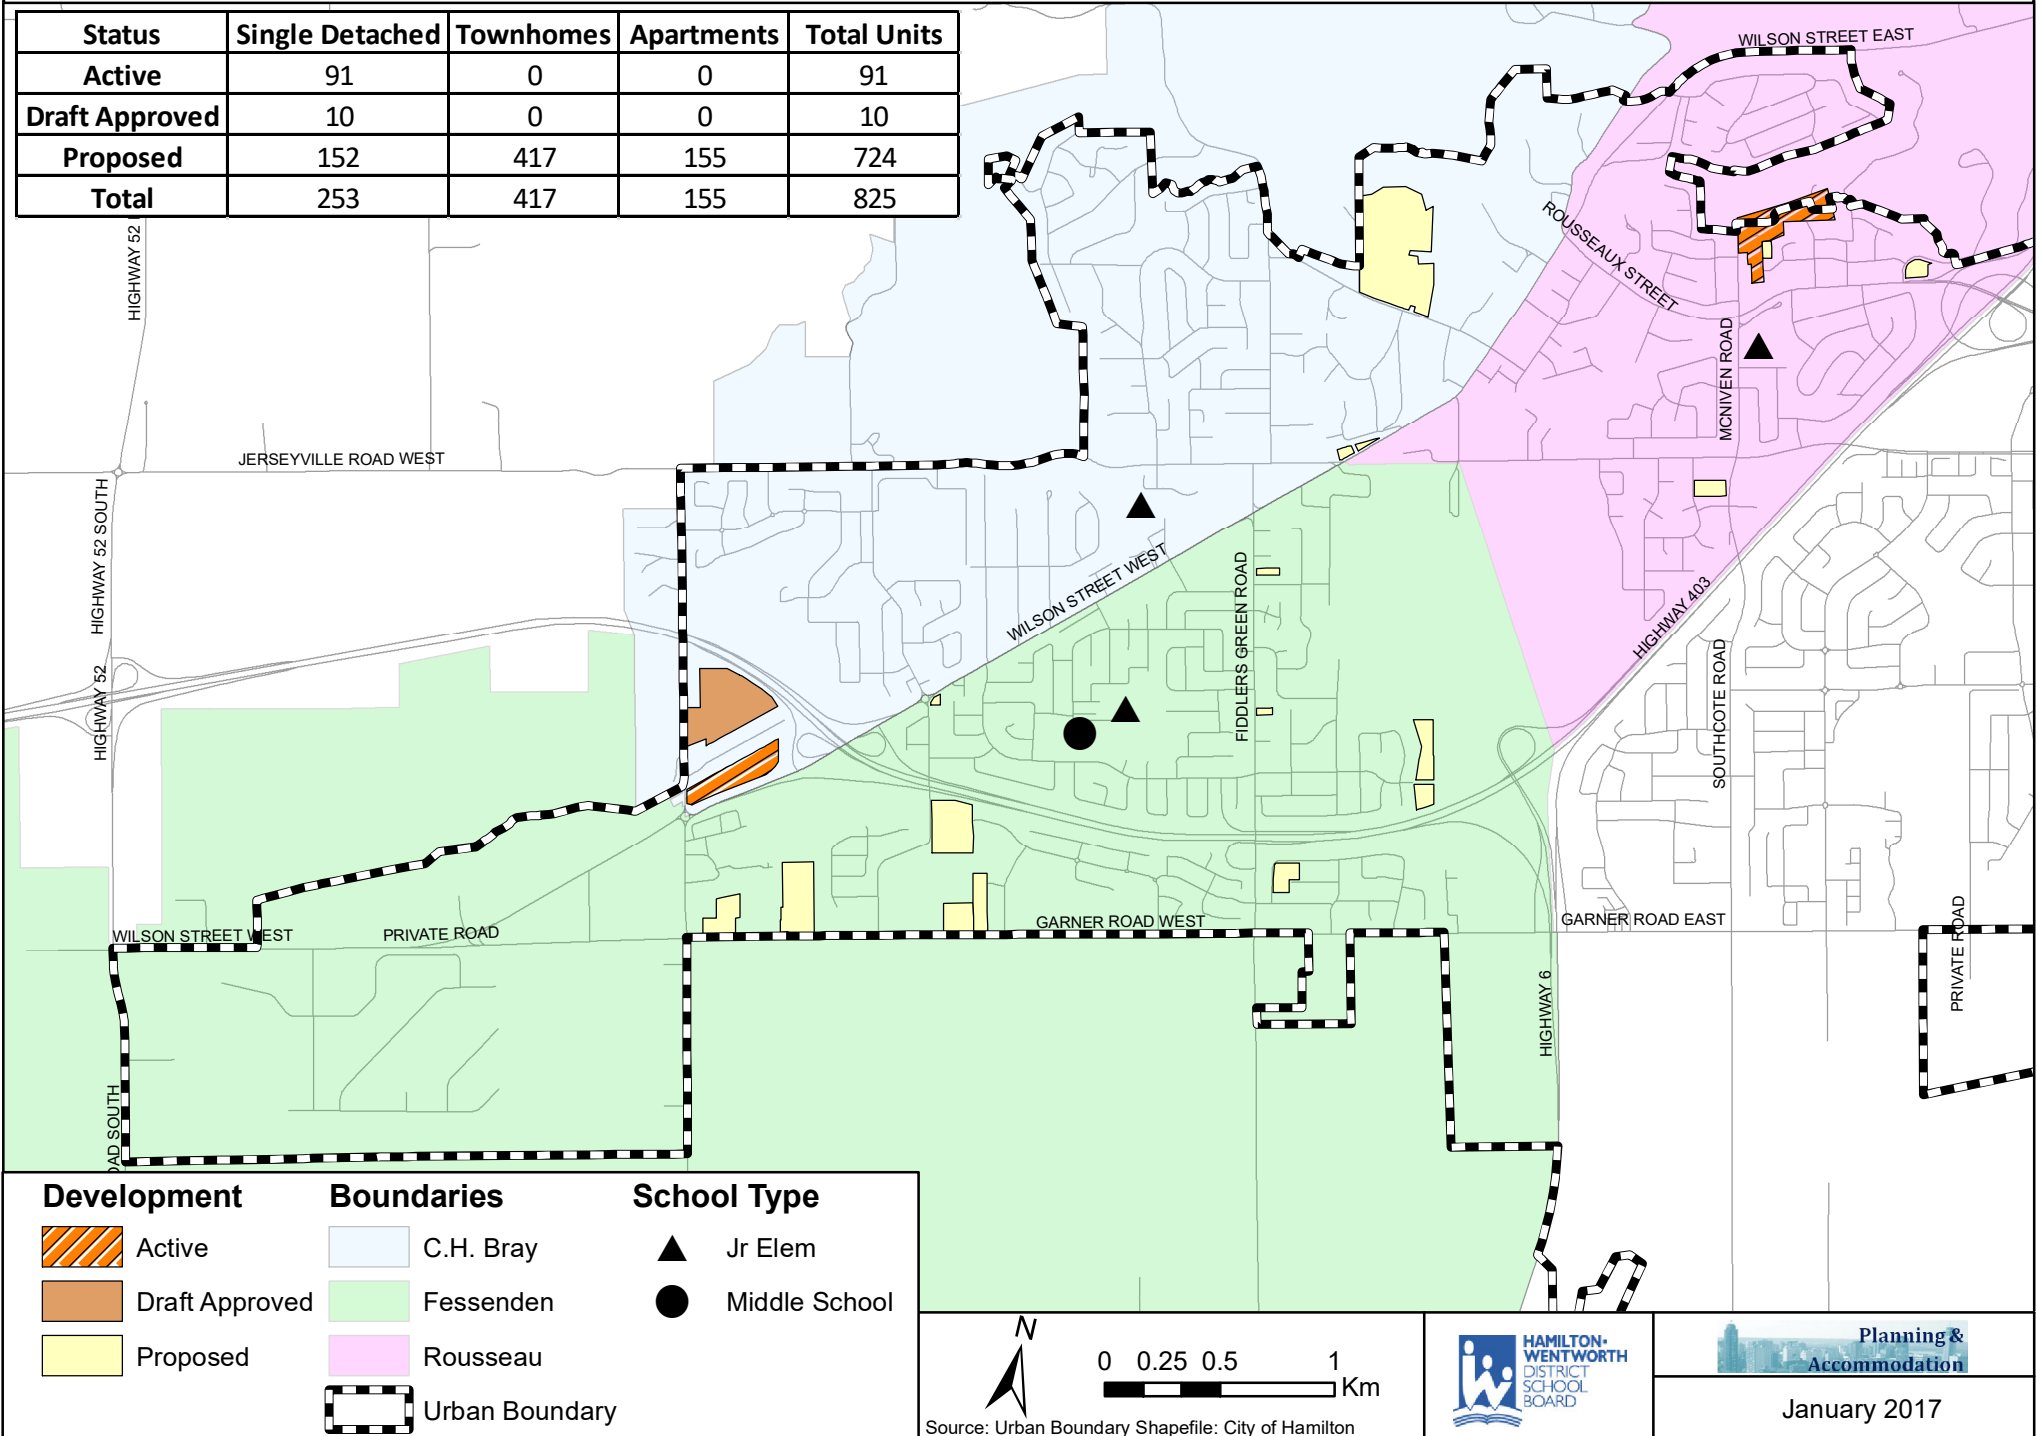 Status Single Detached Townhomes Apartments Total Units
Active 91 0 0 91
Draft Approved 10 0 0 10
Proposed 152 417 155 724
Total 253 417 155 825
WILSON STREET EAST
HIGHWAY 52
ROUSSEAUX STREET
MCNIVEN ROAD
JERSEYVILLE ROAD WEST
HIGHWAY 52 SOUTH
WILSON STREET WEST
FIDDLERS GREEN ROAD
HIGHWAY 403
HIGHWAY 52
SOUTHCOTE ROAD
WILSON STREET WEST
PRIVATE ROAD
GARNER ROAD WEST
GARNER ROAD EAST
PRIVATE ROAD
HIGHWAY 6
OAD SOUTH
Development Boundaries School Type
Active C.H. Bray Jr Elem
Draft Approved Fessenden Middle School
Proposed Rousseau
Urban Boundary
N
0 0.25 0.5 1
Km
Source: Urban Boundary Shapefile: City of Hamilton
HAMILTON-
WENTWORTH
DISTRICT
SCHOOL
BOARD
Planning &
Accommodation
January 2017